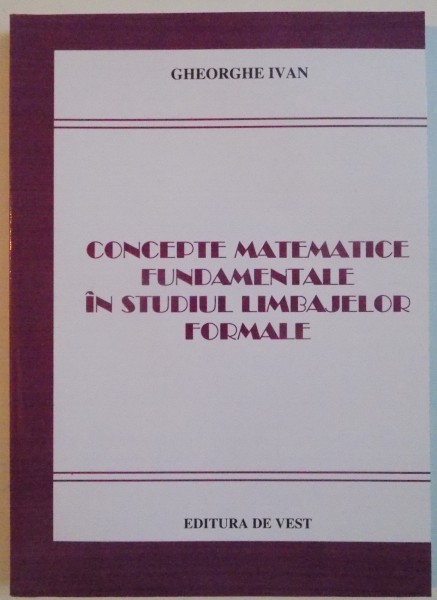 GHEORGHE IVAN
CONCEPTE MATEMATICE
FUNDAMENTALE
ÎN STUDIUL LIMBAJELOR
FORMALE
EDITURA DE VEST